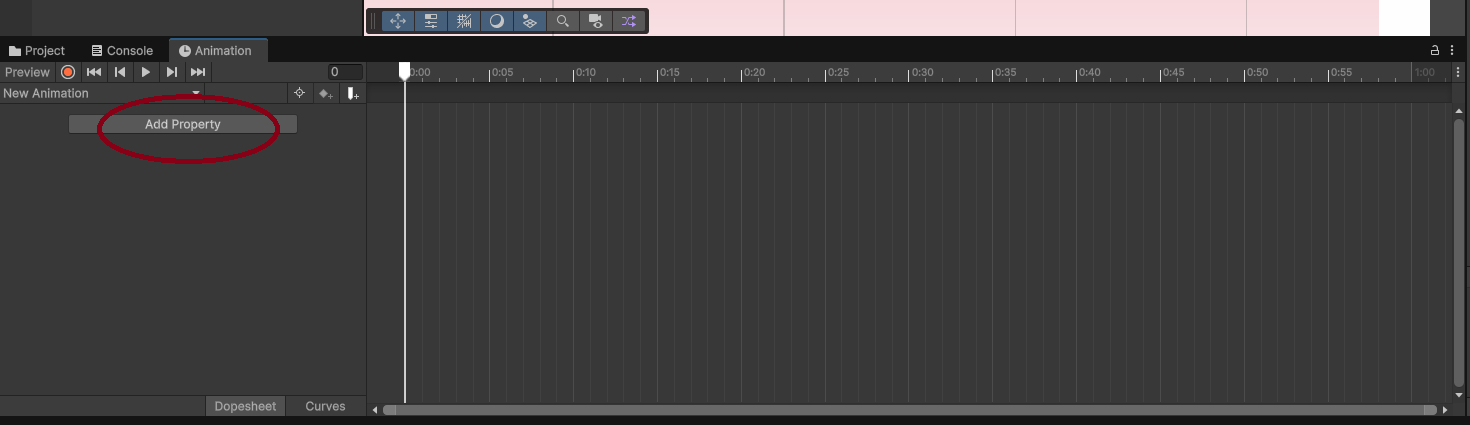 Project Console Animation
Preview 0 0:00 0:05 0:10 0:15 0:20 0:25 0:30 0:35 0:40 0:45 0:50 0:55 1:00
New Animation
Add Property
Dopesheet Curves